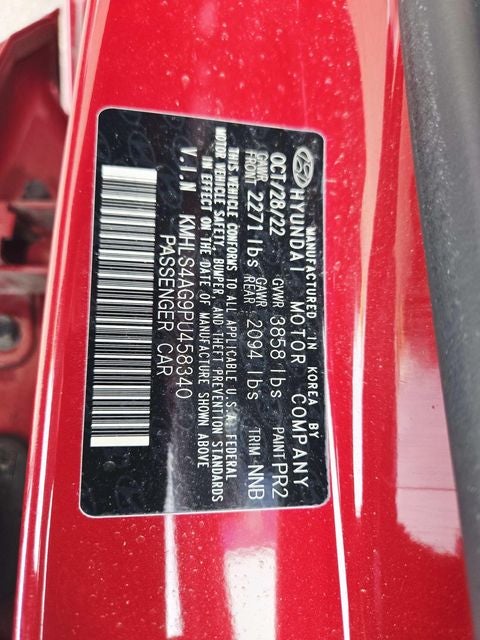 MANUFACTURED IN KOREA BY
HYUNDAI MOTOR COMPANY
OCT/28/22 GVWR 3858 lbs PAINT PR2
GAWR FRONT 2271 lbs GAWR REAR 2094 lbs TRIM NNB
THIS VEHICLE CONFORMS TO ALL APPLICABLE U.S.A. FEDERAL
MOTOR VEHICLE SAFETY, BUMPER, AND THEFT PREVENTION STANDARDS
IN EFFECT ON THE DATE OF MANUFACTURE SHOWN ABOVE
V.I.N KMHLS4AG9PU458340
PASSENGER CAR